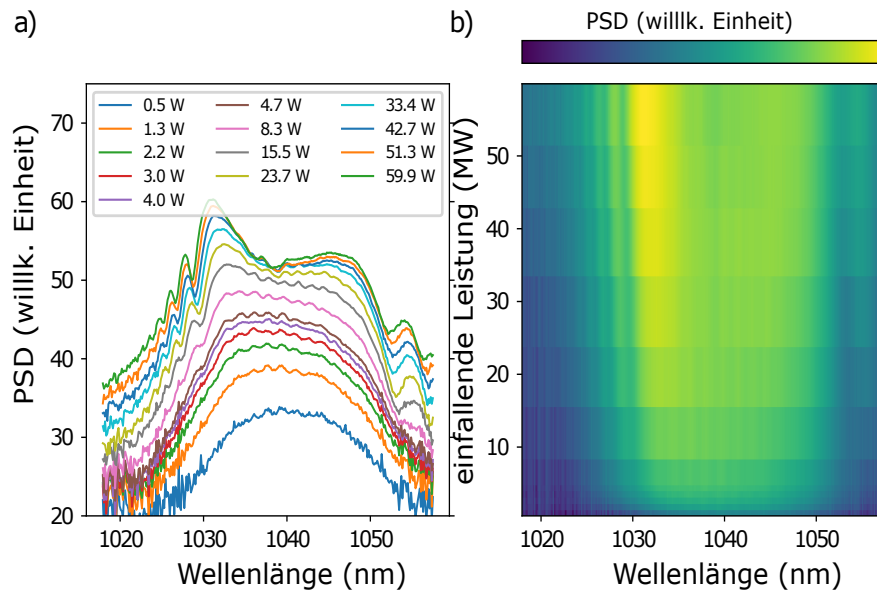 a)
PSD (willlk. Einheit)
70
60
50
40
30
20
0.5 W
1.3 W
2.2 W
3.0 W
4.0 W
4.7 W
8.3 W
15.5 W
23.7 W
33.4 W
42.7 W
51.3 W
59.9 W
1020 1030 1040 1050
Wellenlänge (nm)
b)
PSD (willlk. Einheit)
einfallende Leistung (MW)
50
40
30
20
10
1020 1030 1040 1050
Wellenlänge (nm)